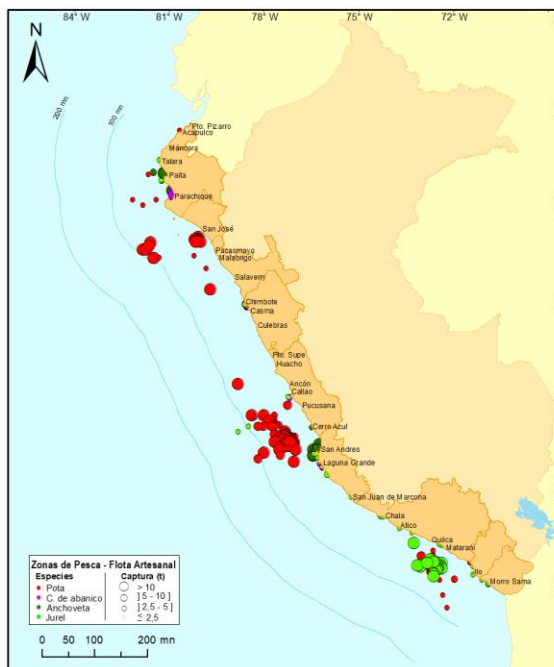 84° W 81°W 78°W 75°W 72°W
N
200 mn
100 mn
Pto. Pizarro
Acapulco
Máncora
Talara
Paita
Parachique
San José
Pacasmayo
Malabrigo
Salaverry
Chimbote
Casma
Culebras
Pto. Supe
Huacho
Ancón
Callao
Pucusana
Cerro Azul
San Andres
Laguna Grande
San Juan de Marcona
Chala
Atico
Quilca
Matarani
Ilo
Morro Sama
Zonas de Pesca - Flota Artesanal
Especies Captura (t)
Pota > 10
C. de abanico ] 5 - 10 ]
Anchoveta ] 2,5 - 5 ]
Jurel ≤ 2,5
0 50 100 200 mn